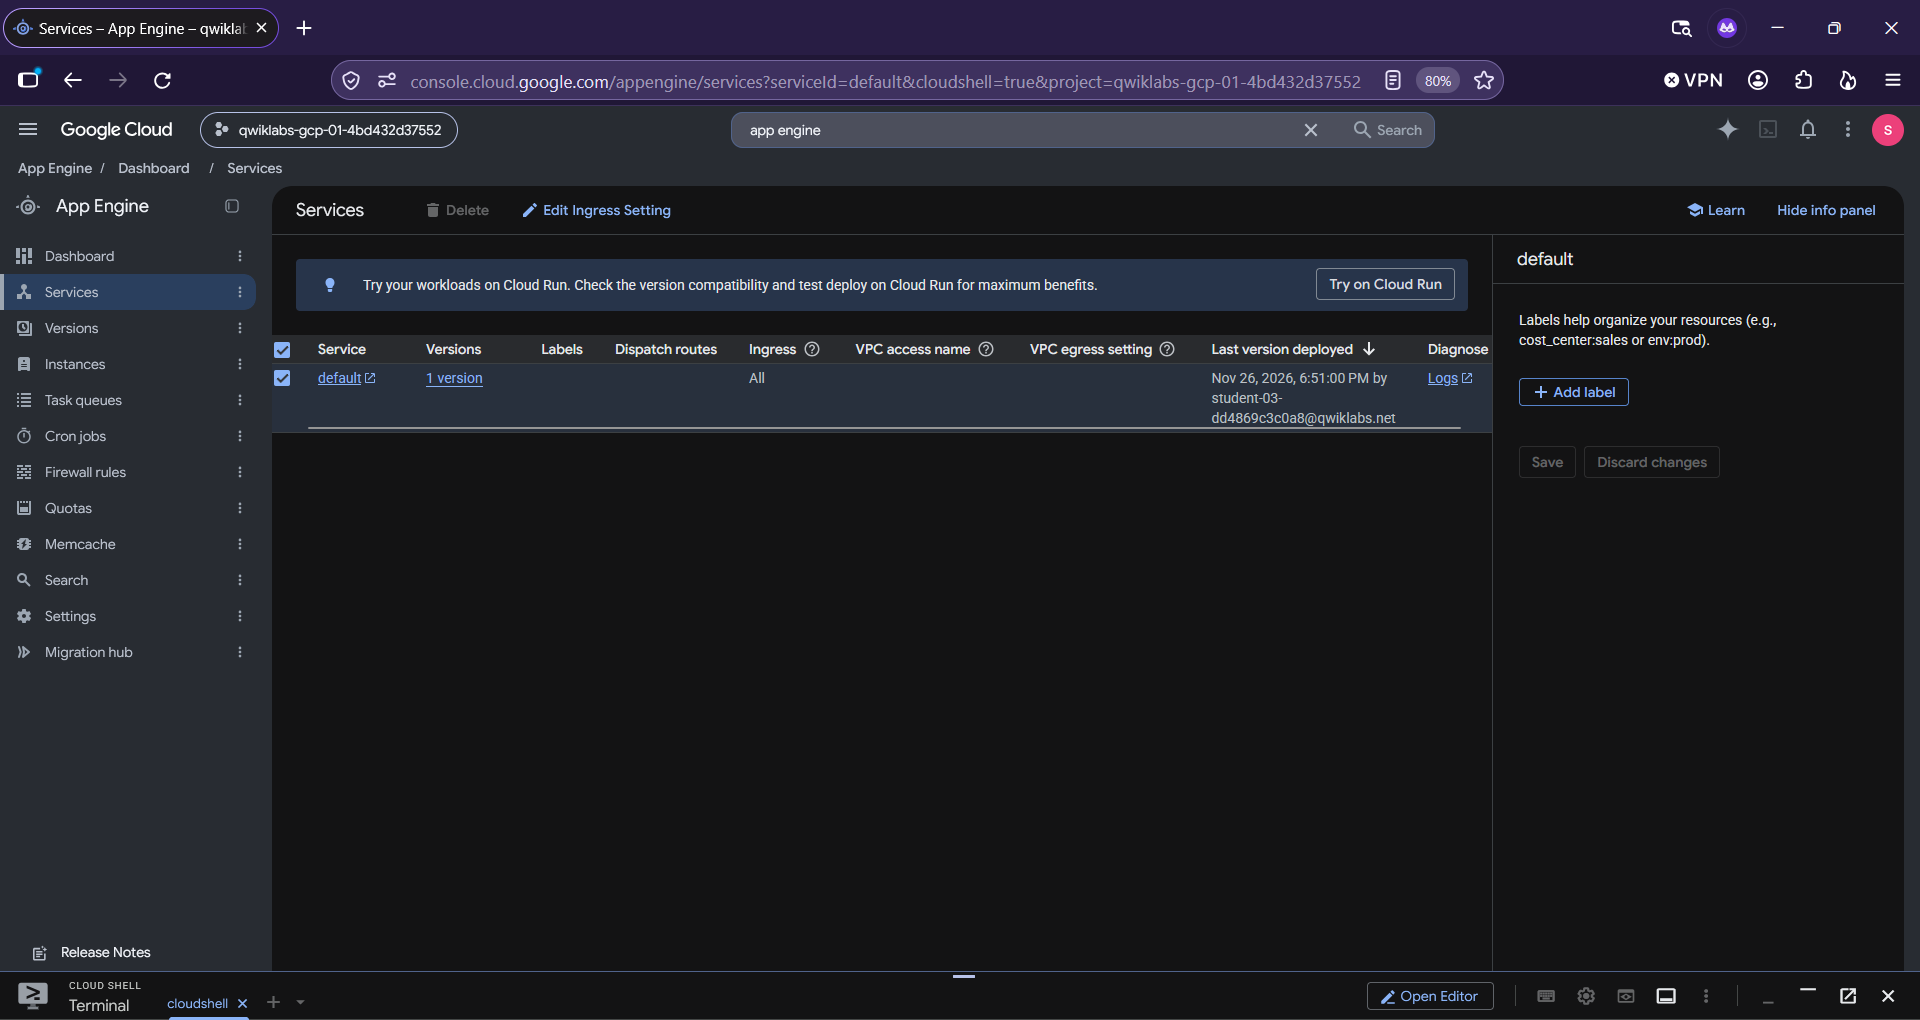 Services – App Engine – qwikla
console.cloud.google.com/appengine/services?serviceId=default&cloudshell=true&project=qwiklabs-gcp-01-4bd432d37552
80%
VPN
Google Cloud
qwiklabs-gcp-01-4bd432d37552
app engine
Search
S
App Engine / Dashboard / Services
App Engine
Dashboard
Services
Versions
Instances
Task queues
Cron jobs
Firewall rules
Quotas
Memcache
Search
Settings
Migration hub
Release Notes
Services
Delete
Edit Ingress Setting
Learn
Hide info panel
Try your workloads on Cloud Run. Check the version compatibility and test deploy on Cloud Run for maximum benefits.
Try on Cloud Run
Service Versions Labels Dispatch routes Ingress VPC access name VPC egress setting Last version deployed Diagnose
default 1 version All Nov 26, 2026, 6:51:00 PM by Logs
student-03-
dd4869c3c0a8@qwiklabs.net
default
Labels help organize your resources (e.g.,
cost_center:sales or env:prod).
Add label
Save
Discard changes
CLOUD SHELL
Terminal
cloudshell
Open Editor